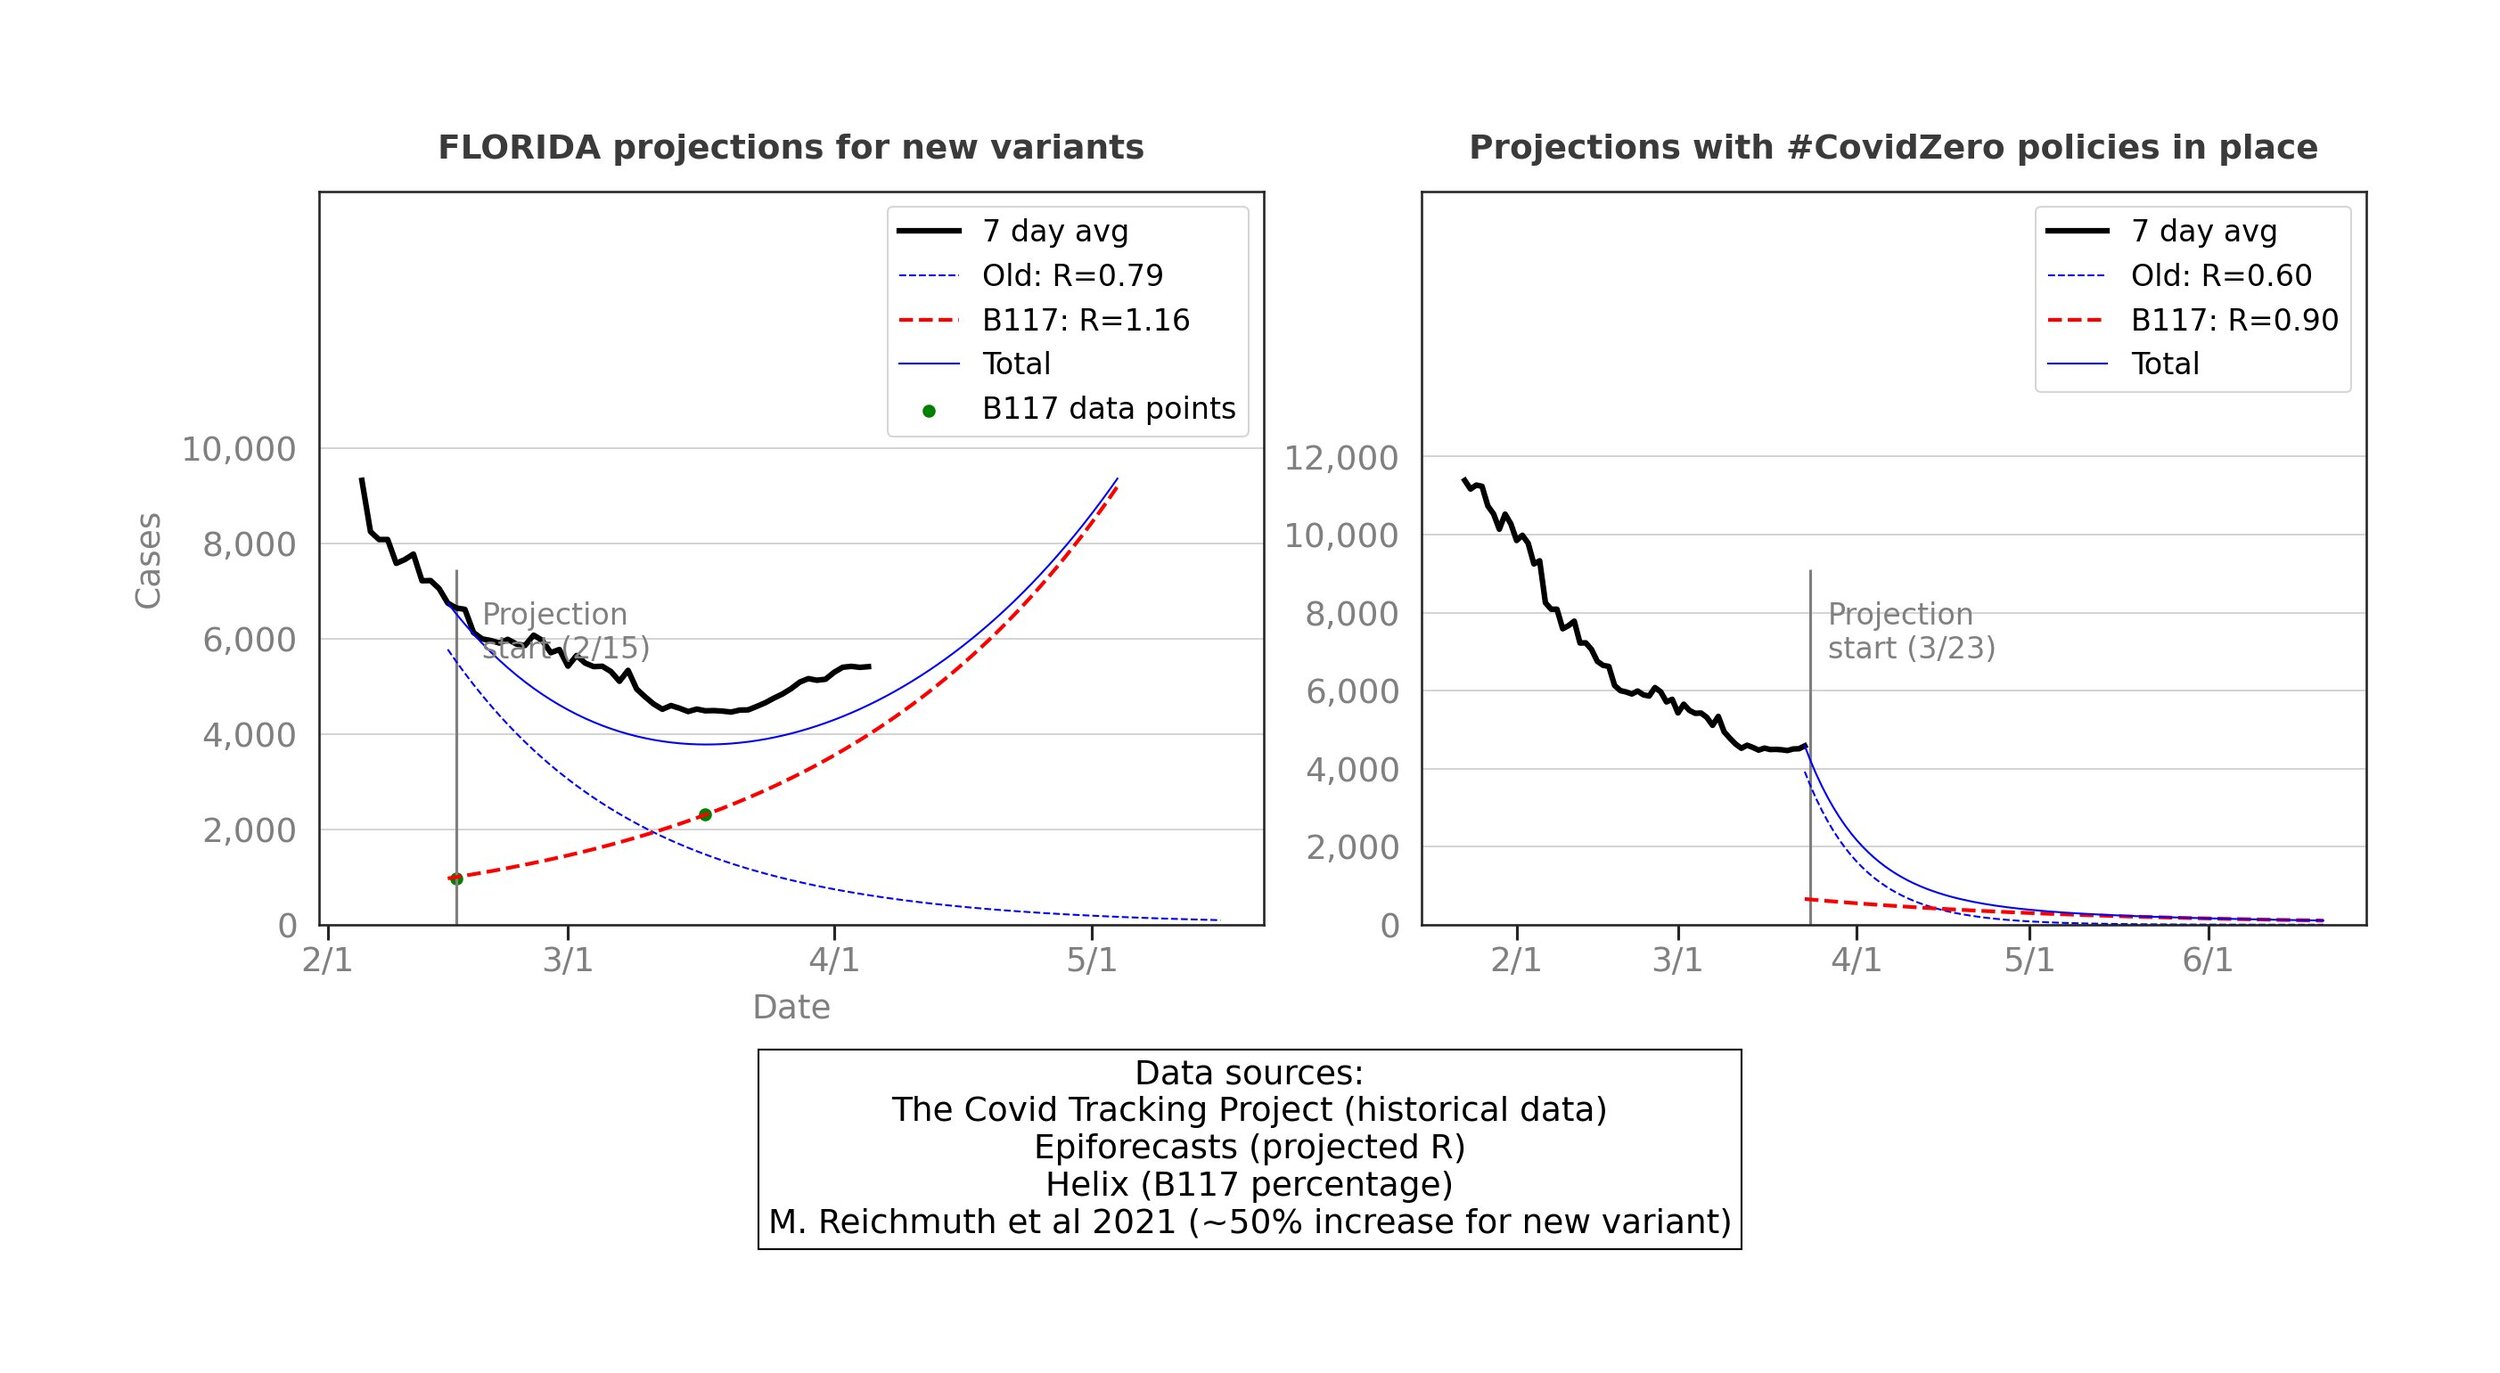 FLORIDA projections for new variants
7 day avg
Old: R=0.79
B117: R=1.16
Total
B117 data points
Cases
10,000
8,000
6,000
4,000
2,000
0
Projection
start (2/15)
2/1
3/1
4/1
5/1
Date
Projections with #CovidZero policies in place
7 day avg
Old: R=0.60
B117: R=0.90
Total
12,000
10,000
8,000
6,000
4,000
2,000
0
Projection
start (3/23)
2/1
3/1
4/1
5/1
6/1
Data sources:
The Covid Tracking Project (historical data)
Epiforecasts (projected R)
Helix (B117 percentage)
M. Reichmuth et al 2021 (~50% increase for new variant)